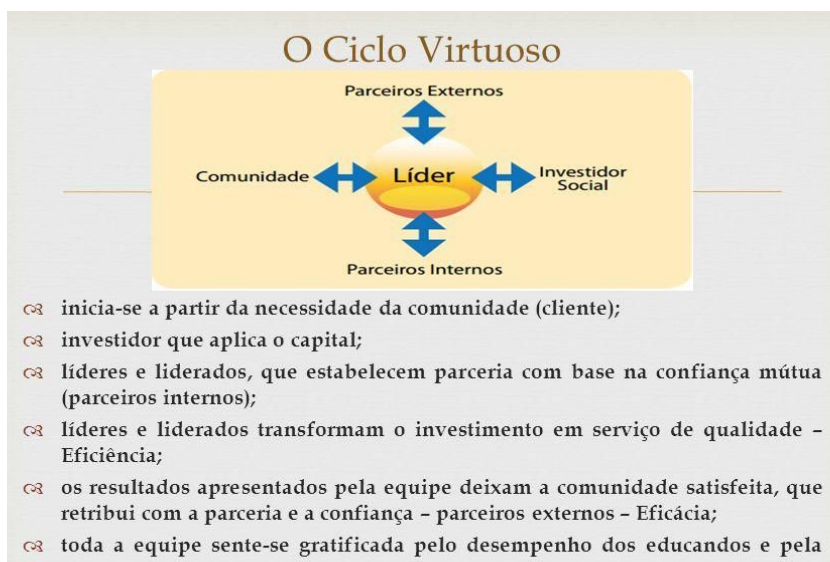 O Ciclo Virtuoso
Parceiros Externos
Comunidade
Líder
Investidor
Social
Parceiros Internos
inicia-se a partir da necessidade da comunidade (cliente);
investidor que aplica o capital;
líderes e liderados, que estabelecem parceria com base na confiança mútua
(parceiros internos);
líderes e liderados transformam o investimento em serviço de qualidade –
Eficiência;
os resultados apresentados pela equipe deixam a comunidade satisfeita, que
retribui com a parceria e a confiança – parceiros externos – Eficácia;
toda a equipe sente-se gratificada pelo desempenho dos educandos e pela